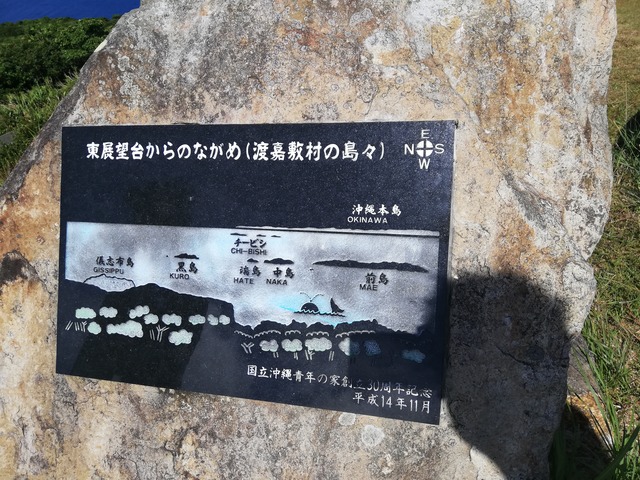 東展望台からのながめ（渡嘉敷村の島々）
E
N S
W
沖縄本島
OKINAWA
チービシ
CHI-BISHI
儀志布島
GISSIPPU
黒島
KURO
端島
HATE
中島
NAKA
前島
MAE
国立沖縄青年の家創立30周年記念
平成14年11月